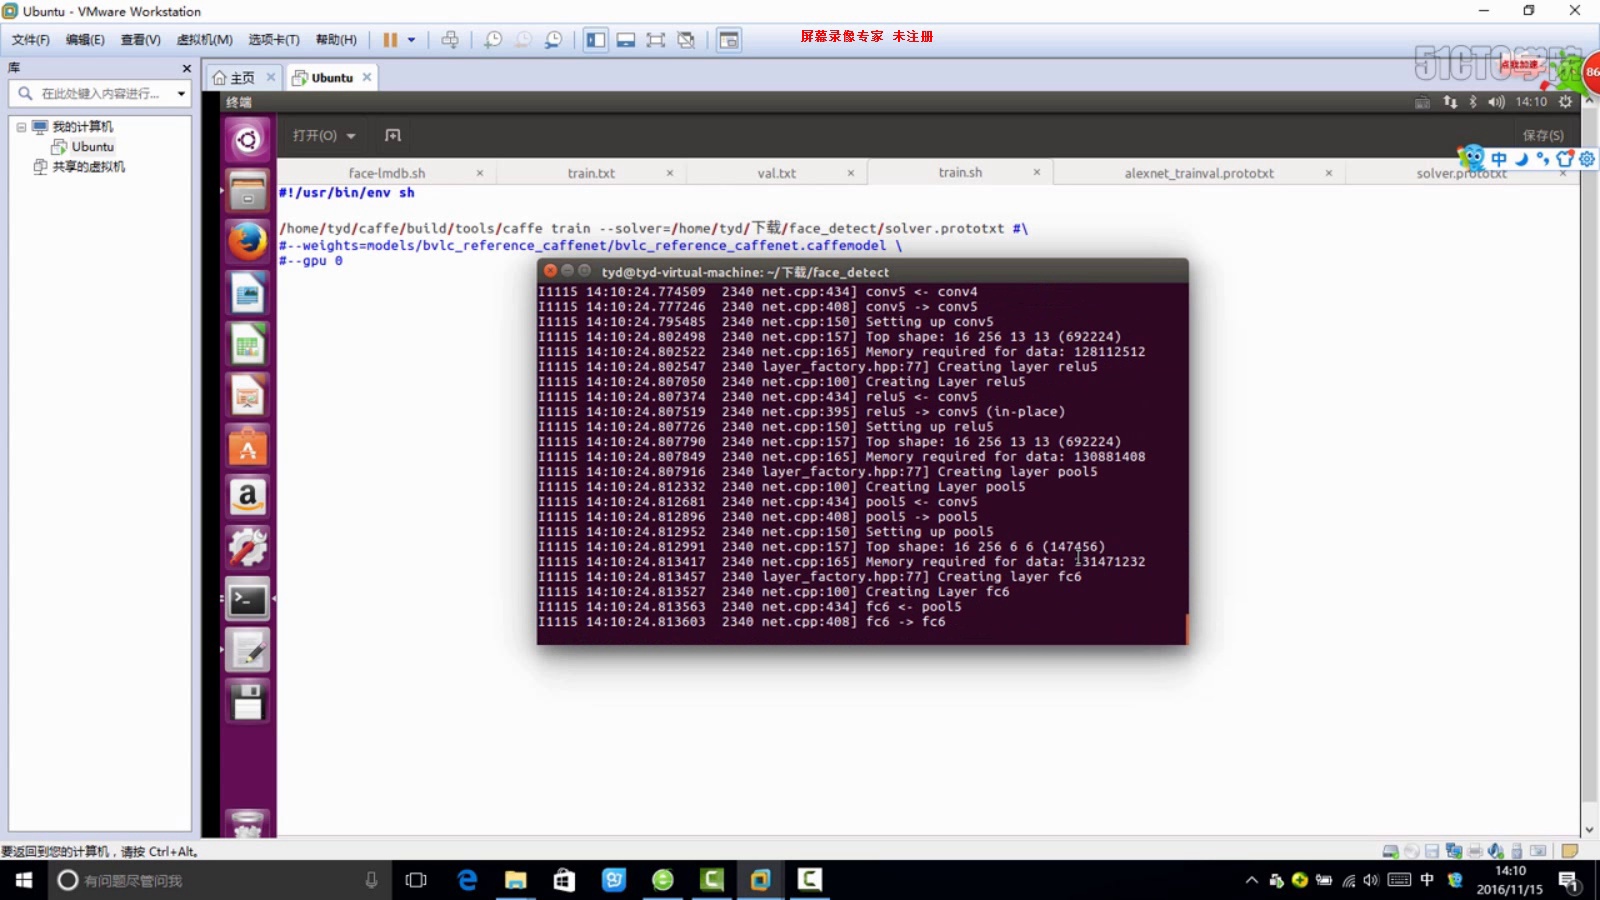 Ubuntu - VMware Workstation
文件(F) 编辑(E) 查看(V) 虚拟机(M) 选项卡(T) 帮助(H)
屏幕录像专家 未注册
51CTO学院
点我加速
86
库
主页
Ubuntu
在此处键入内容进行...
我的计算机
Ubuntu
共享的虚拟机
终端
14:10
打开(O)
保存(S)
中
face-lmdb.sh
train.txt
val.txt
train.sh
alexnet_trainval.prototxt
solver.prototxt
#!/usr/bin/env sh
/home/tyd/caffe/build/tools/caffe train --solver=/home/tyd/下载/face_detect/solver.prototxt #\
#--weights=models/bvlc_reference_caffenet/bvlc_reference_caffenet.caffemodel \
#--gpu 0
tyd@tyd-virtual-machine: ~/下载/face_detect
I1115 14:10:24.774509  2340 net.cpp:434] conv5 <- conv4
I1115 14:10:24.777246  2340 net.cpp:408] conv5 -> conv5
I1115 14:10:24.795485  2340 net.cpp:150] Setting up conv5
I1115 14:10:24.802498  2340 net.cpp:157] Top shape: 16 256 13 13 (692224)
I1115 14:10:24.802522  2340 net.cpp:165] Memory required for data: 128112512
I1115 14:10:24.802547  2340 layer_factory.hpp:77] Creating layer relu5
I1115 14:10:24.807050  2340 net.cpp:100] Creating Layer relu5
I1115 14:10:24.807374  2340 net.cpp:434] relu5 <- conv5
I1115 14:10:24.807519  2340 net.cpp:395] relu5 -> conv5 (in-place)
I1115 14:10:24.807726  2340 net.cpp:150] Setting up relu5
I1115 14:10:24.807790  2340 net.cpp:157] Top shape: 16 256 13 13 (692224)
I1115 14:10:24.807849  2340 net.cpp:165] Memory required for data: 130881408
I1115 14:10:24.807916  2340 layer_factory.hpp:77] Creating layer pool5
I1115 14:10:24.812332  2340 net.cpp:100] Creating Layer pool5
I1115 14:10:24.812681  2340 net.cpp:434] pool5 <- conv5
I1115 14:10:24.812896  2340 net.cpp:408] pool5 -> pool5
I1115 14:10:24.812952  2340 net.cpp:150] Setting up pool5
I1115 14:10:24.812991  2340 net.cpp:157] Top shape: 16 256 6 6 (147456)
I1115 14:10:24.813417  2340 net.cpp:165] Memory required for data: 131471232
I1115 14:10:24.813457  2340 layer_factory.hpp:77] Creating layer fc6
I1115 14:10:24.813527  2340 net.cpp:100] Creating Layer fc6
I1115 14:10:24.813563  2340 net.cpp:434] fc6 <- pool5
I1115 14:10:24.813603  2340 net.cpp:408] fc6 -> fc6
要返回到您的计算机，请按 Ctrl+Alt。
有问题尽管问我
中
14:10
2016/11/15
1